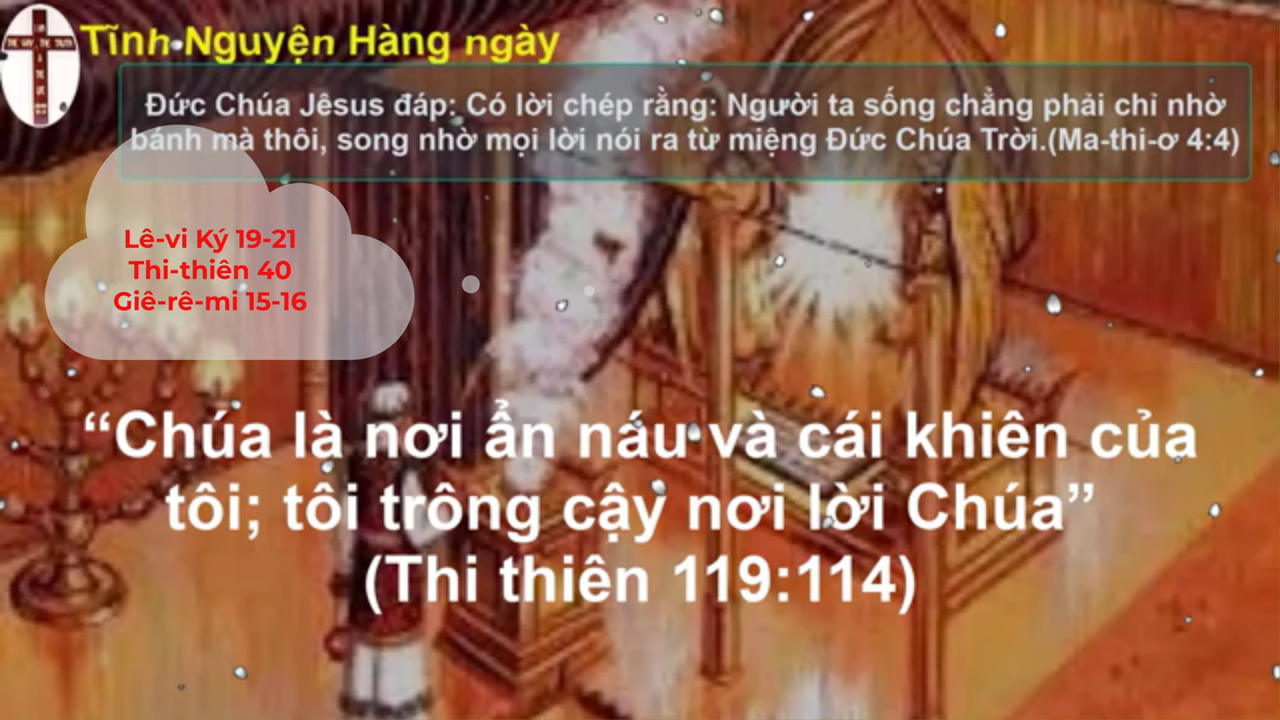 Tĩnh Nguyện Hàng ngày
Đức Chúa Jêsus đáp: Có lời chép rằng: Người ta sống chẳng phải chỉ nhờ
bánh mà thôi, song nhờ mọi lời nói ra từ miệng Đức Chúa Trời.(Ma-thi-ơ 4:4)
Lê-vi Ký 19-21
Thi-thiên 40
Giê-rê-mi 15-16
“Chúa là nơi ẩn náu và cái khiên của
tôi; tôi trông cậy nơi lời Chúa”
(Thi thiên 119:114)